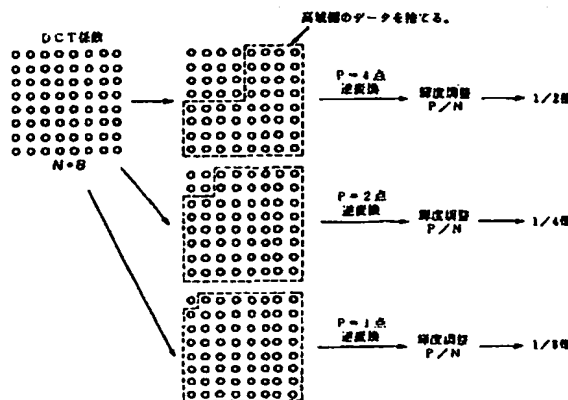 高域側のデータを捨てる。
DCT係数
N=8
P=4点
逆変換
輝度調整
P/N
1/2倍
P=2点
逆変換
輝度調整
P/N
1/4倍
P=1点
逆変換
輝度調整
P/N
1/8倍